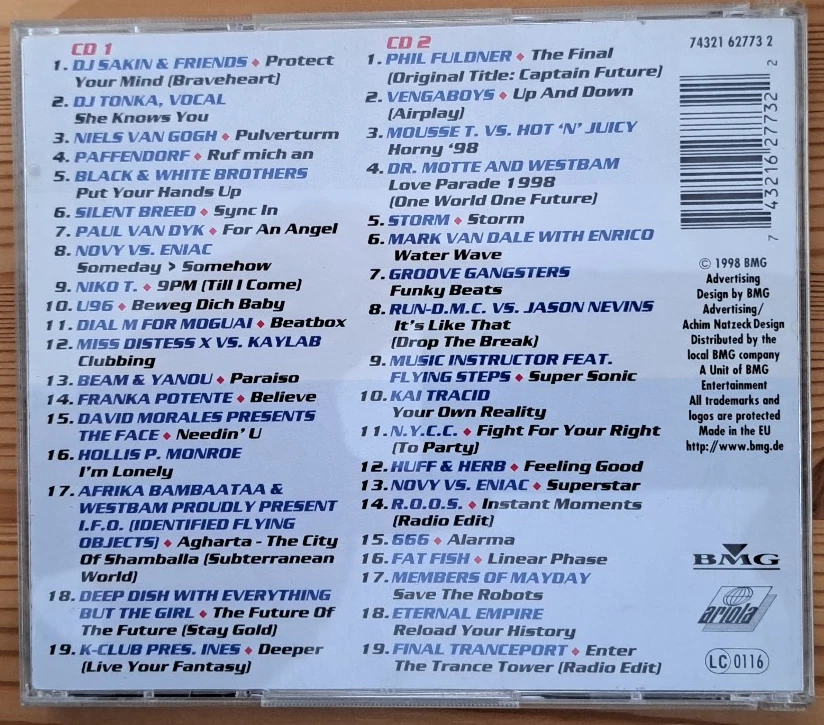 CD 1
1. DJ SAKIN & FRIENDS ♦ Protect
Your Mind (Braveheart)
2. DJ TONKA, VOCAL
She Knows You
3. NIELS VAN GOGH ♦ Pulverturm
4. PAFFENDORF ♦ Ruf mich an
5. BLACK & WHITE BROTHERS
Put Your Hands Up
6. SILENT BREED ♦ Sync In
7. PAUL VAN DYK ♦ For An Angel
8. NOVY VS. ENIAC
Someday > Somehow
9. NIKO T. ♦ 9PM (Till I Come)
10. U96 ♦ Beweg Dich Baby
11. DIAL M FOR MOGUAI ♦ Beatbox
12. MISS DISTESS X VS. KAYLAB
Clubbing
13. BEAM & YANOU ♦ Paraiso
14. FRANKA POTENTE ♦ Believe
15. DAVID MORALES PRESENTS
THE FACE ♦ Needin' U
16. HOLLIS P. MONROE
I'm Lonely
17. AFRIKA BAMBAATAA &
WESTBAM PROUDLY PRESENT
I.F.O. (IDENTIFIED FLYING
OBJECTS) ♦ Agharta - The City
Of Shamballa (Subterranean
World)
18. DEEP DISH WITH EVERYTHING
BUT THE GIRL ♦ The Future Of
The Future (Stay Gold)
19. K-CLUB PRES. INES ♦ Deeper
(Live Your Fantasy)
CD 2
1. PHIL FULDNER ♦ The Final
(Original Title: Captain Future)
2. VENGABOYS ♦ Up And Down
(Airplay)
3. MOUSSE T. VS. HOT 'N' JUICY
Horny '98
4. DR. MOTTE AND WESTBAM
Love Parade 1998
(One World One Future)
5. STORM ♦ Storm
6. MARK VAN DALE WITH ENRICO
Water Wave
7. GROOVE GANGSTERS
Funky Beats
8. RUN-D.M.C. VS. JASON NEVINS
It's Like That
(Drop The Break)
9. MUSIC INSTRUCTOR FEAT.
FLYING STEPS ♦ Super Sonic
10. KAI TRACID
Your Own Reality
11. N.Y.C.C. ♦ Fight For Your Right
(To Party)
12. HUFF & HERB ♦ Feeling Good
13. NOVY VS. ENIAC ♦ Superstar
14. R.O.O.S. ♦ Instant Moments
(Radio Edit)
15. 666 ♦ Alarma
16. FAT FISH ♦ Linear Phase
17. MEMBERS OF MAYDAY
Save The Robots
18. ETERNAL EMPIRE
Reload Your History
19. FINAL TRANCEPORT ♦ Enter
The Trance Tower (Radio Edit)
74321 62773 2
2
7 43216 27732
© 1998 BMG
Advertising
Design by BMG
Advertising/
Achim Natzeck Design
Distributed by the
local BMG company
A Unit of BMG
Entertainment
All trademarks and
logos are protected
Made in the EU
http://www.bmg.de
BMG
ariola
LC 0116